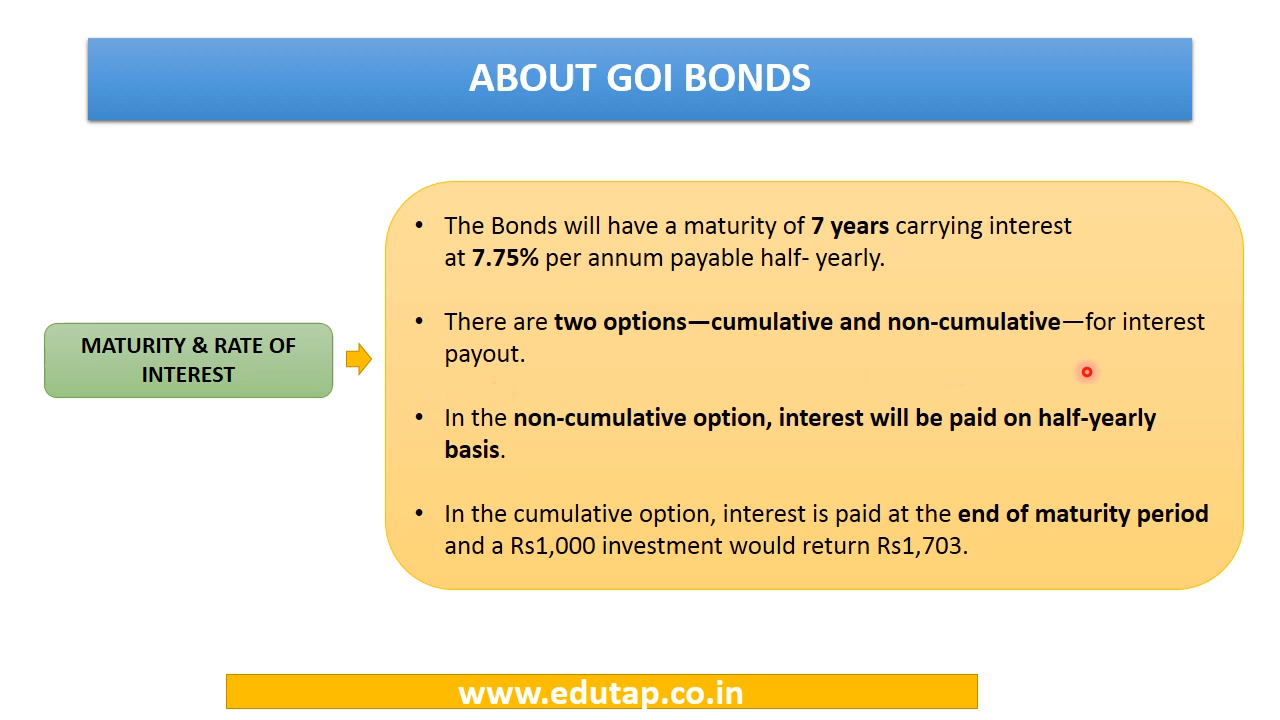 ABOUT GOI BONDS
MATURITY & RATE OF
INTEREST
• The Bonds will have a maturity of 7 years carrying interest
at 7.75% per annum payable half- yearly.
• There are two options—cumulative and non-cumulative—for interest
payout.
• In the non-cumulative option, interest will be paid on half-yearly
basis.
• In the cumulative option, interest is paid at the end of maturity period
and a Rs1,000 investment would return Rs1,703.
www.edutap.co.in